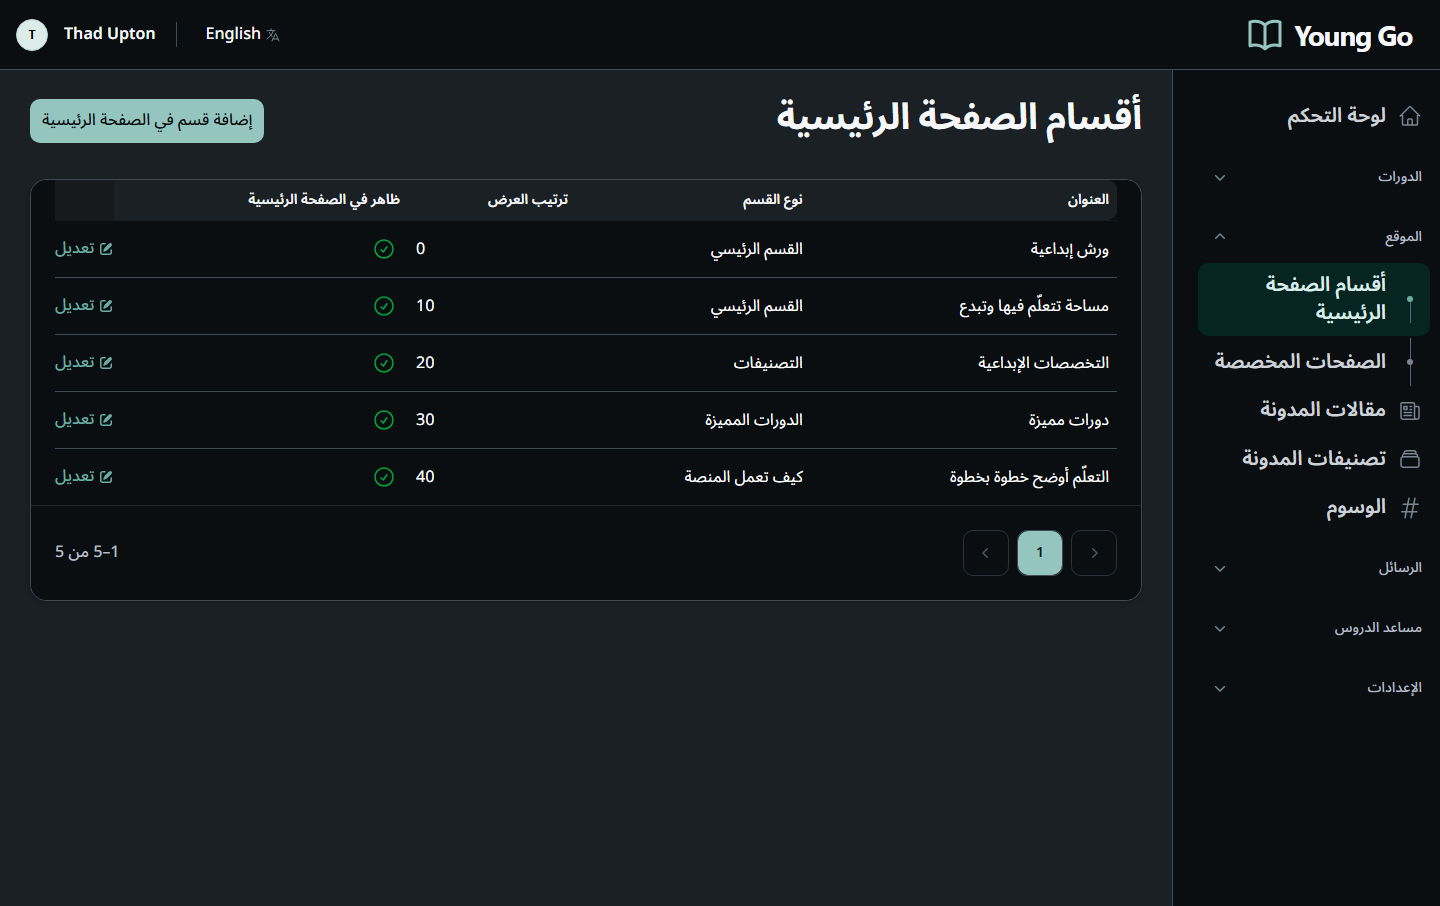 Young Go
English
Thad Upton
T
لوحة التحكم
الدورات
الموقع
أقسام الصفحة
الرئيسية
الصفحات المخصصة
مقالات المدونة
تصنيفات المدونة
الوسوم
الرسائل
مساعد الدروس
الإعدادات
أقسام الصفحة الرئيسية
إضافة قسم في الصفحة الرئيسية
العنوان نوع القسم ترتيب العرض ظاهر في الصفحة الرئيسية
ورش إبداعية القسم الرئيسي 0 تعديل
مساحة تتعلّم فيها وتبدع القسم الرئيسي 10 تعديل
التخصصات الإبداعية التصنيفات 20 تعديل
دورات مميزة الدورات المميزة 30 تعديل
التعلّم أوضح خطوة بخطوة كيف تعمل المنصة 40 تعديل
1
1–5 من 5